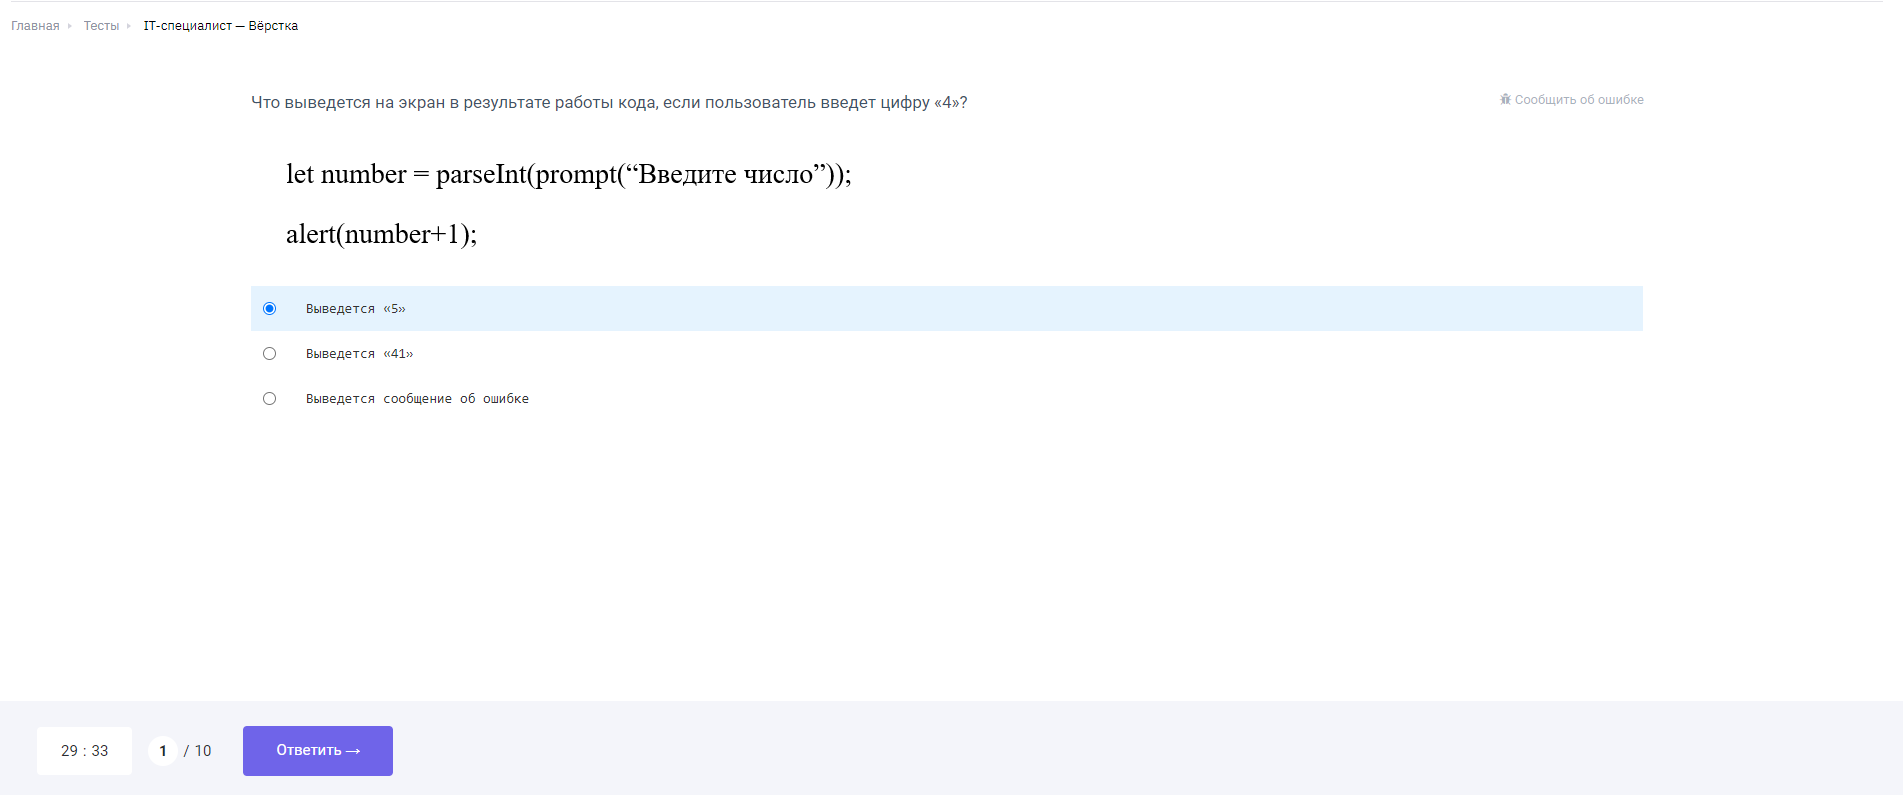 Главная Тесты IT-специалист — Вёрстка
Что выведется на экран в результате работы кода, если пользователь введет цифру «4»?
Сообщить об ошибке
let number = parseInt(prompt(“Введите число”));
alert(number+1);
Выведется «5»
Выведется «41»
Выведется сообщение об ошибке
29 : 33 1 / 10 Ответить →